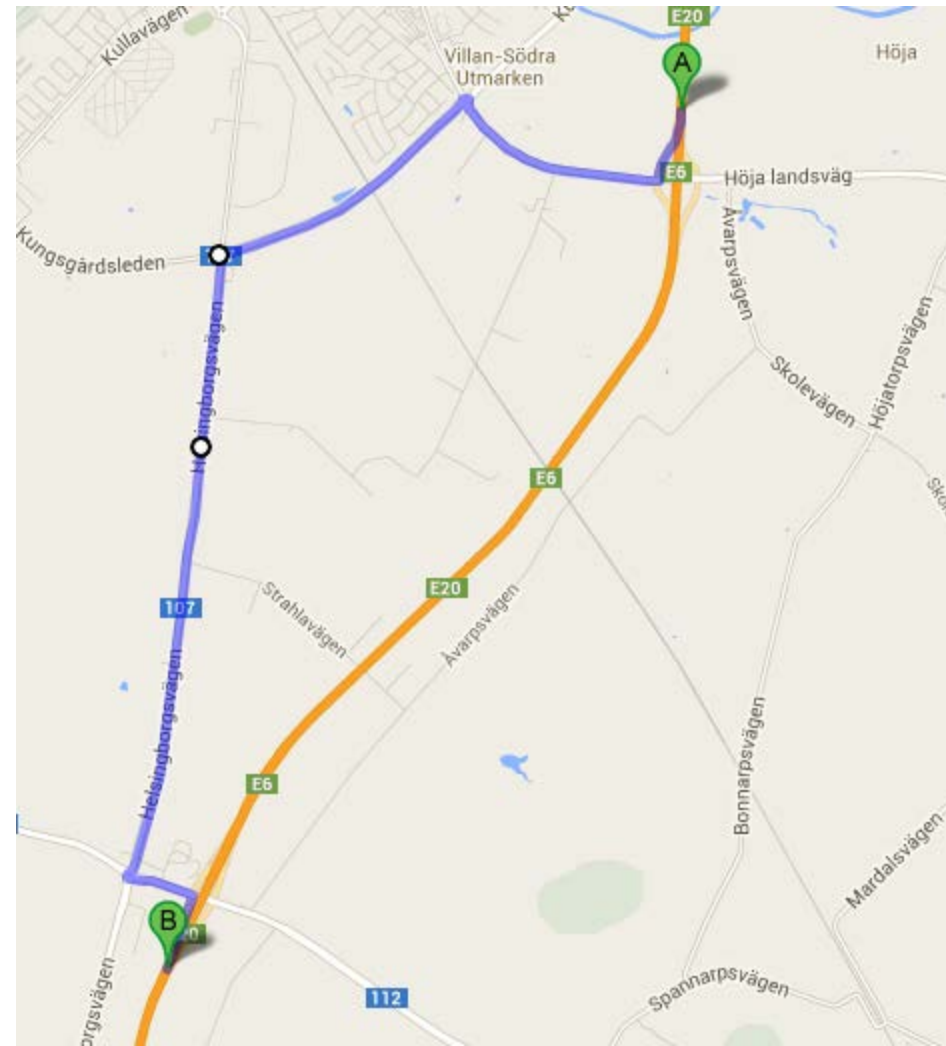 E20
Kullavägen
A
Höja
Villan-Södra
Utmarken
E6
Höja landsväg
Kungsgårdsleden
Åvarpsvägen
Höjatorpsvägen
Skolevägen
E6
E20
Strahlavägen
Åvarpsvägen
107
Helsingborgsvägen
Bonnarpsvägen
E6
Mardalsvägen
B
112
Spannarpsvägen